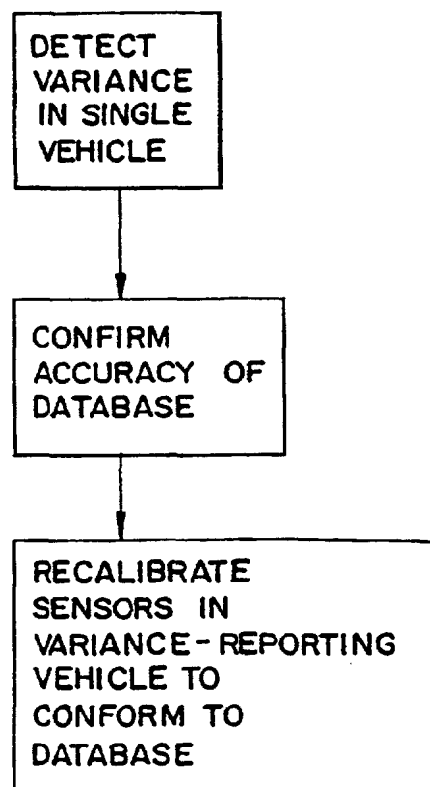 DETECT
VARIANCE
IN SINGLE
VEHICLE
CONFIRM
ACCURACY OF
DATABASE
RECALIBRATE
SENSORS IN
VARIANCE-REPORTING
VEHICLE TO
CONFORM TO
DATABASE